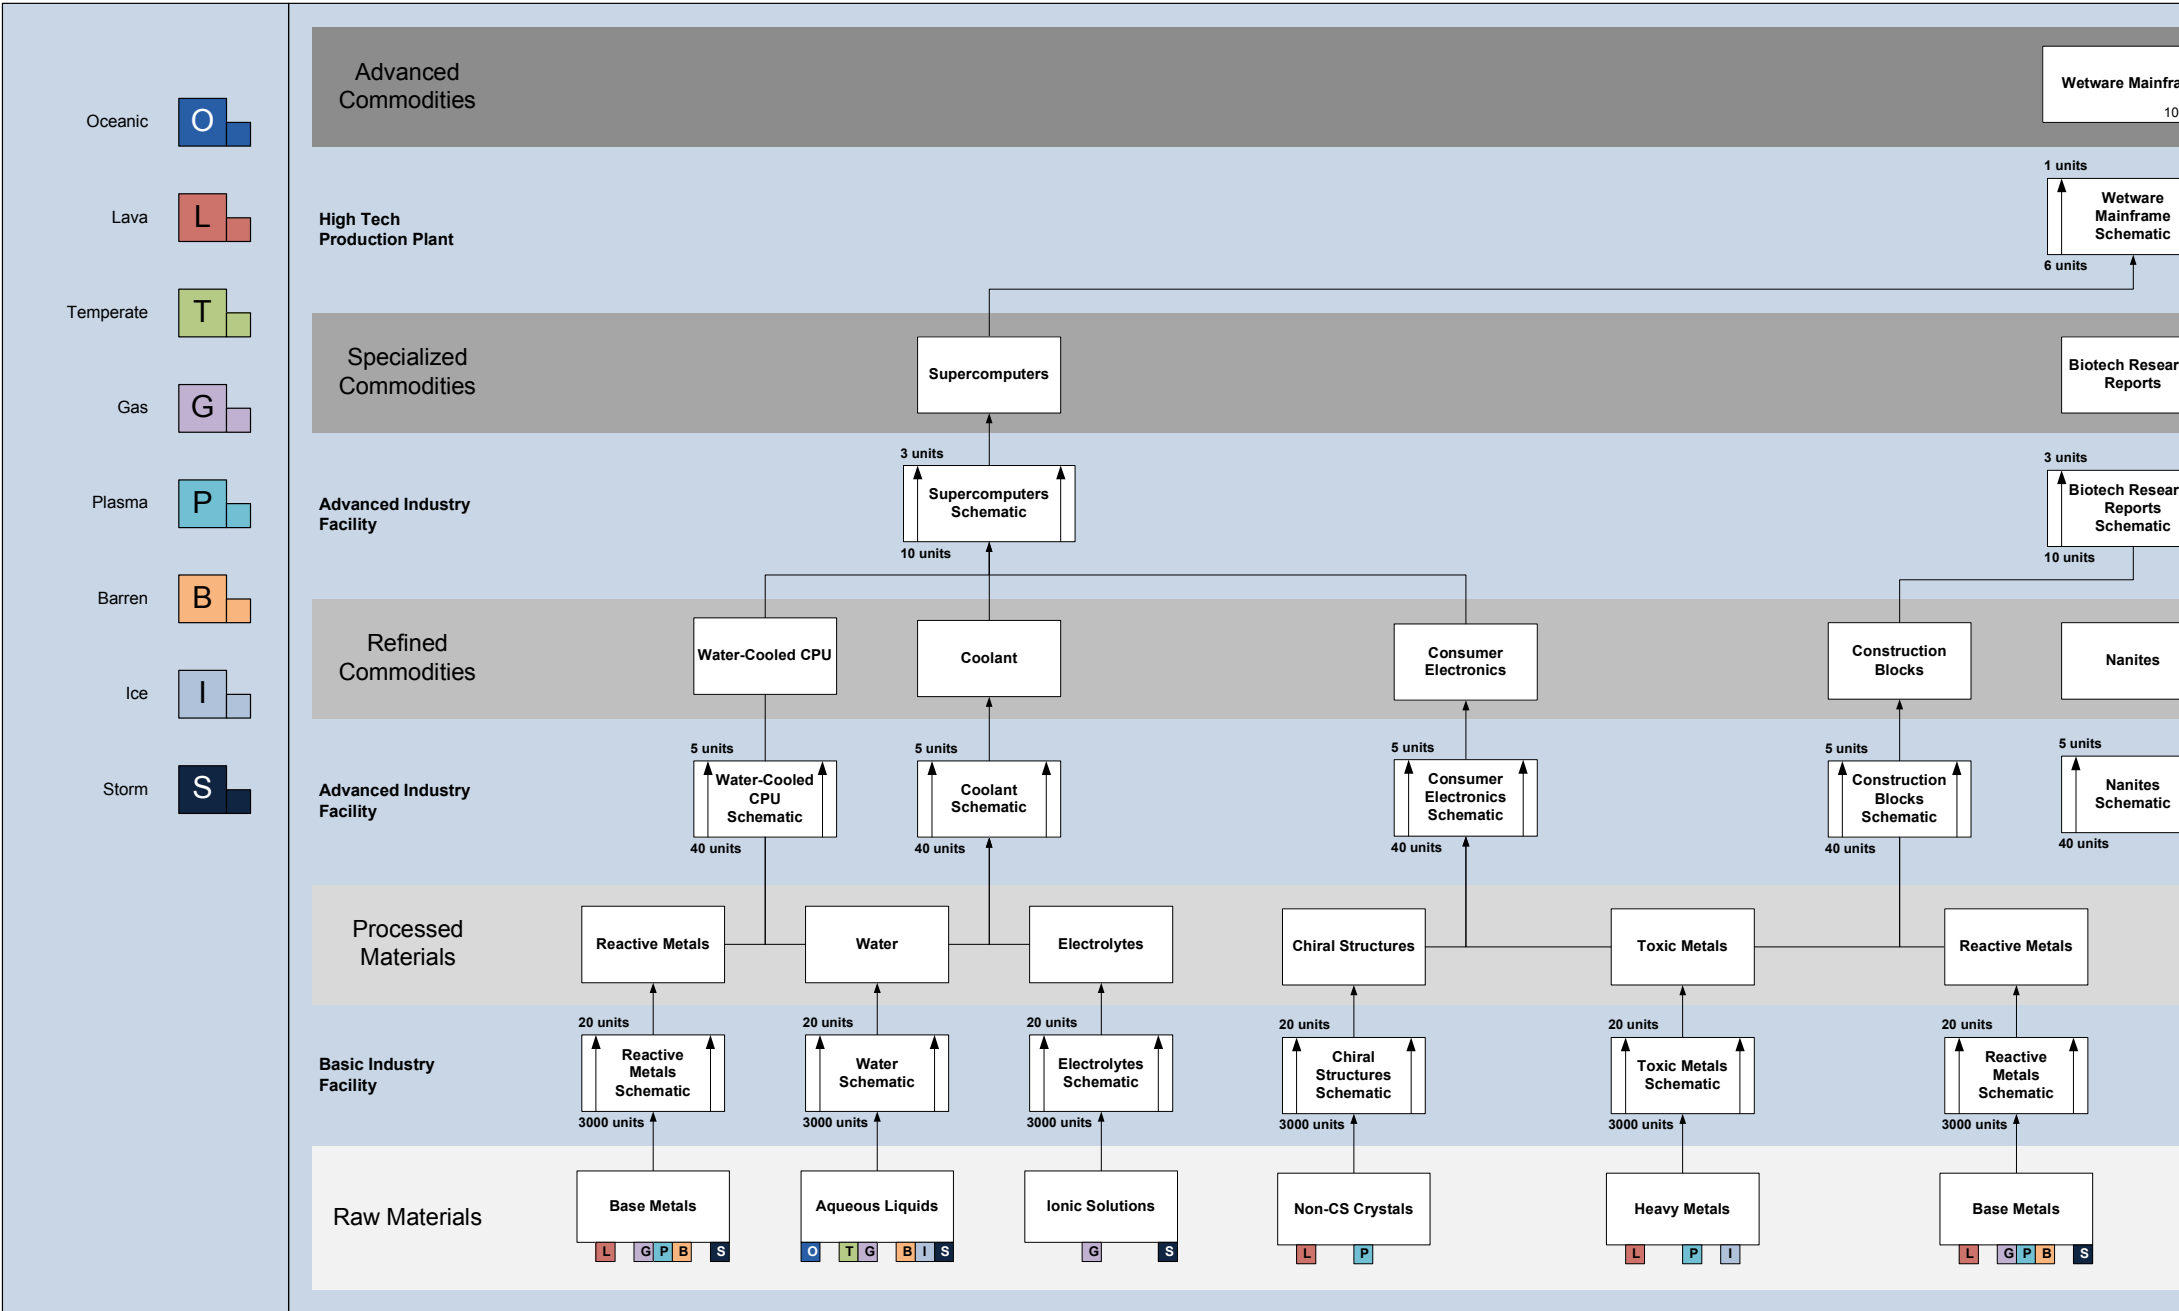 Oceanic
O
Lava
L
Temperate
T
Gas
G
Plasma
P
Barren
B
Ice
I
Storm
S
Advanced
Commodities
Wetware Mainfra
10
High Tech
Production Plant
1 units
Wetware
Mainframe
Schematic
6 units
Specialized
Commodities
Supercomputers
Biotech Resear
Reports
Advanced Industry
Facility
3 units
Supercomputers
Schematic
10 units
3 units
Biotech Resear
Reports
Schematic
10 units
Refined
Commodities
Water-Cooled CPU
Coolant
Consumer
Electronics
Construction
Blocks
Nanites
Advanced Industry
Facility
5 units
Water-Cooled
CPU
Schematic
40 units
5 units
Coolant
Schematic
40 units
5 units
Consumer
Electronics
Schematic
40 units
5 units
Construction
Blocks
Schematic
40 units
5 units
Nanites
Schematic
40 units
Processed
Materials
Reactive Metals
Water
Electrolytes
Chiral Structures
Toxic Metals
Reactive Metals
Basic Industry
Facility
20 units
Reactive
Metals
Schematic
3000 units
20 units
Water
Schematic
3000 units
20 units
Electrolytes
Schematic
3000 units
20 units
Chiral
Structures
Schematic
3000 units
20 units
Toxic Metals
Schematic
3000 units
20 units
Reactive
Metals
Schematic
3000 units
Raw Materials
Base Metals
L G P B S
Aqueous Liquids
O T G B I S
Ionic Solutions
G S
Non-CS Crystals
L P
Heavy Metals
L P I
Base Metals
L G P B S